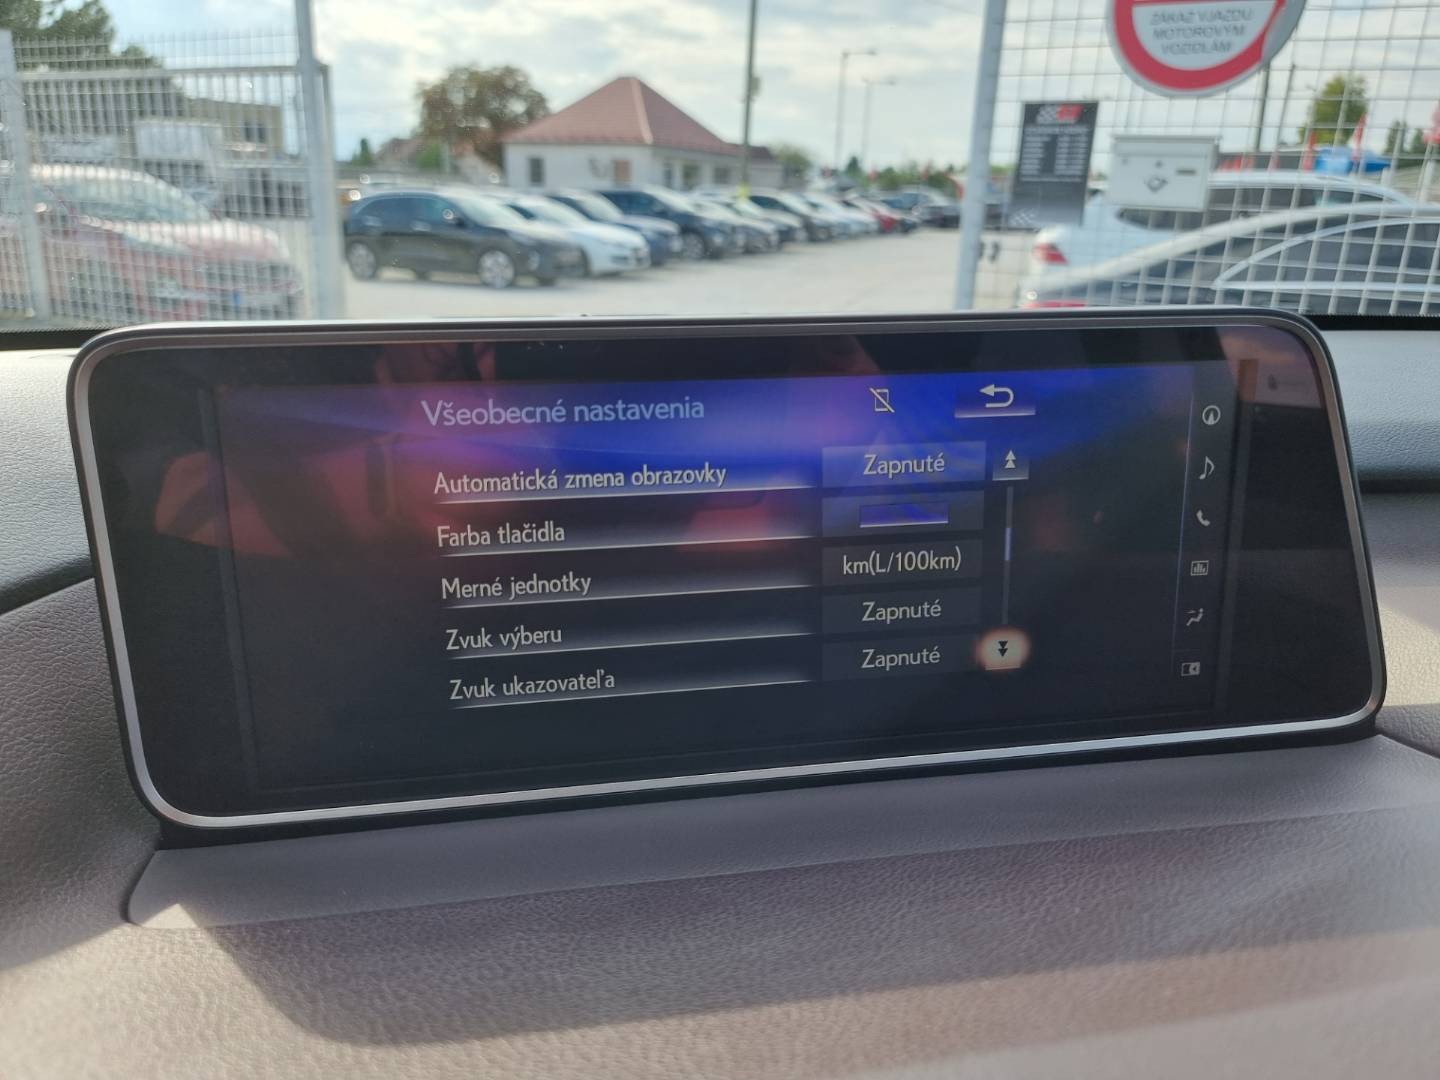 ZÁKAZ VJAZDU
MOTOROVÝM
VOZIDLÁM
Všeobecné nastavenia
Automatická zmena obrazovky
Zapnuté
Farba tlačidla
Merné jednotky
km(L/100km)
Zvuk výberu
Zapnuté
Zvuk ukazovateľa
Zapnuté